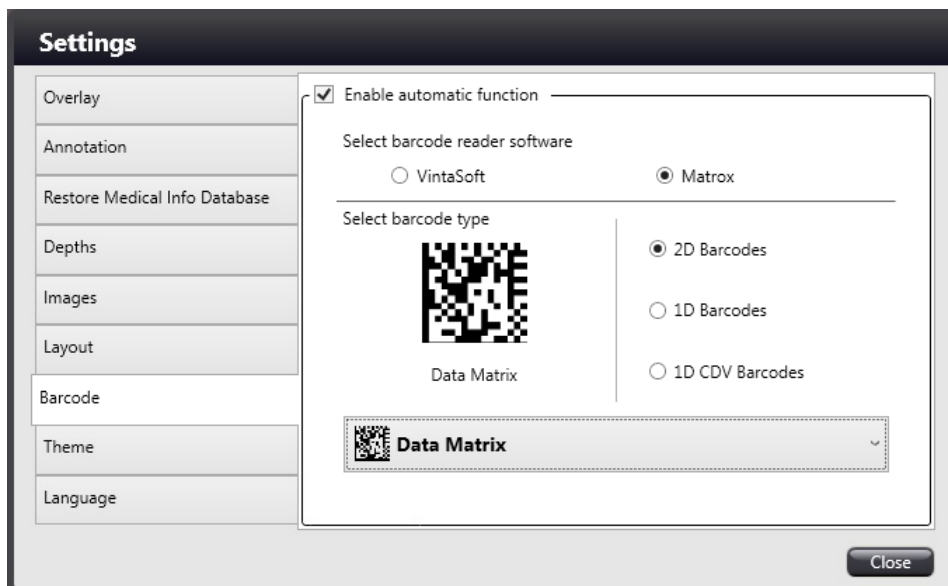 Settings
Overlay
Annotation
Restore Medical Info Database
Depths
Images
Layout
Barcode
Theme
Language
Enable automatic function
Select barcode reader software
VintaSoft Matrox
Select barcode type
2D Barcodes
1D Barcodes
1D CDV Barcodes
Data Matrix
Data Matrix
Close